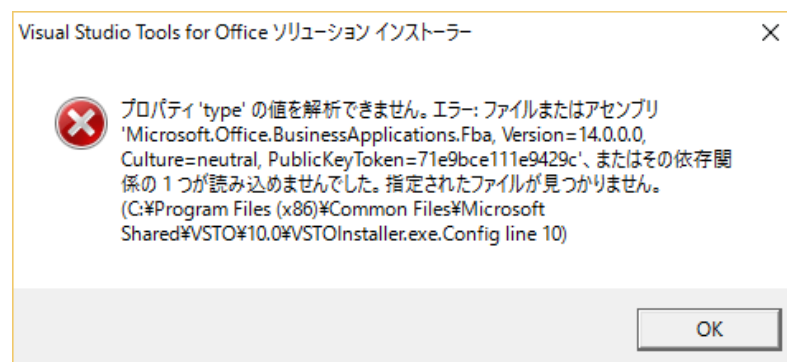 Visual Studio Tools for Office ソリューション インストーラー
プロパティ 'type' の値を解析できません。エラー: ファイルまたはアセンブリ
'Microsoft.Office.BusinessApplications.Fba, Version=14.0.0.0,
Culture=neutral, PublicKeyToken=71e9bce111e9429c'、またはその依存関
係の 1 つが読み込めませんでした。指定されたファイルが見つかりません。
(C:¥Program Files (x86)¥Common Files¥Microsoft
Shared¥VSTO¥10.0¥VSTOInstaller.exe.Config line 10)
OK